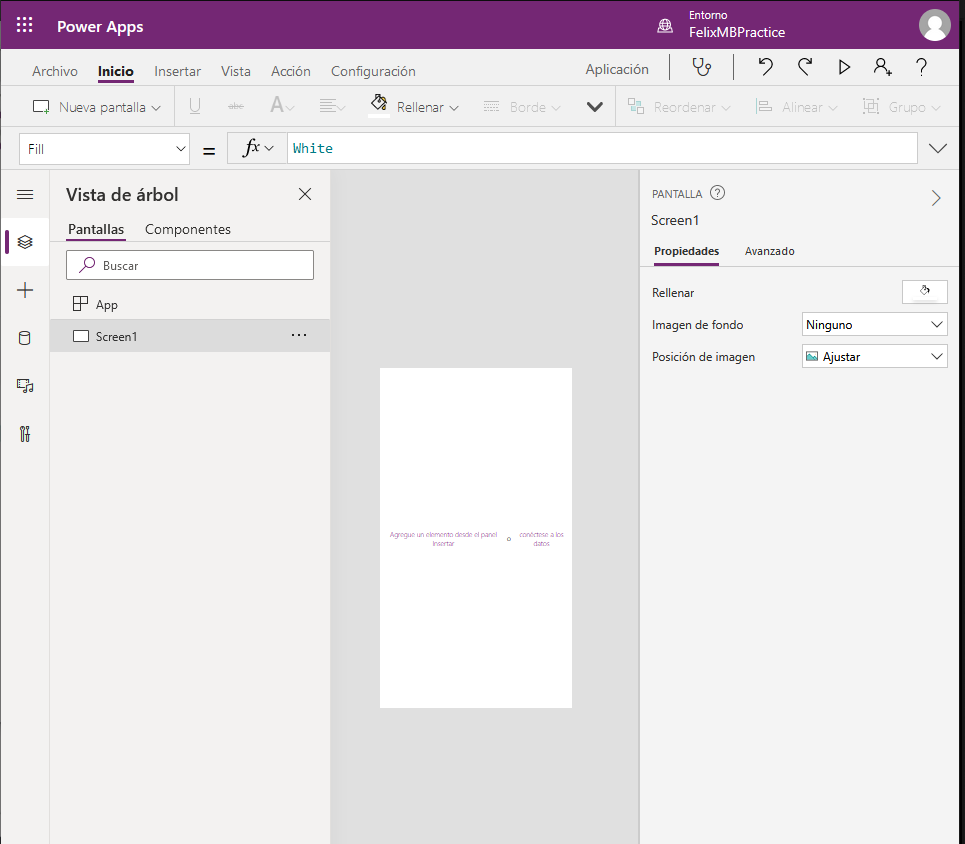 Power Apps
Entorno
FelixMBPractice
Archivo Inicio Insertar Vista Acción Configuración Aplicación ?
Nueva pantalla U abc A Rellenar Borde Reordenar Alinear Grupo
Fill = fx White
Vista de árbol
Pantallas Componentes
Buscar
App
Screen1 ...
Agregue un elemento desde el panel
Insertar
o
conéctese a los
datos
PANTALLA ?
Screen1
Propiedades Avanzado
Rellenar
Imagen de fondo Ninguno
Posición de imagen Ajustar